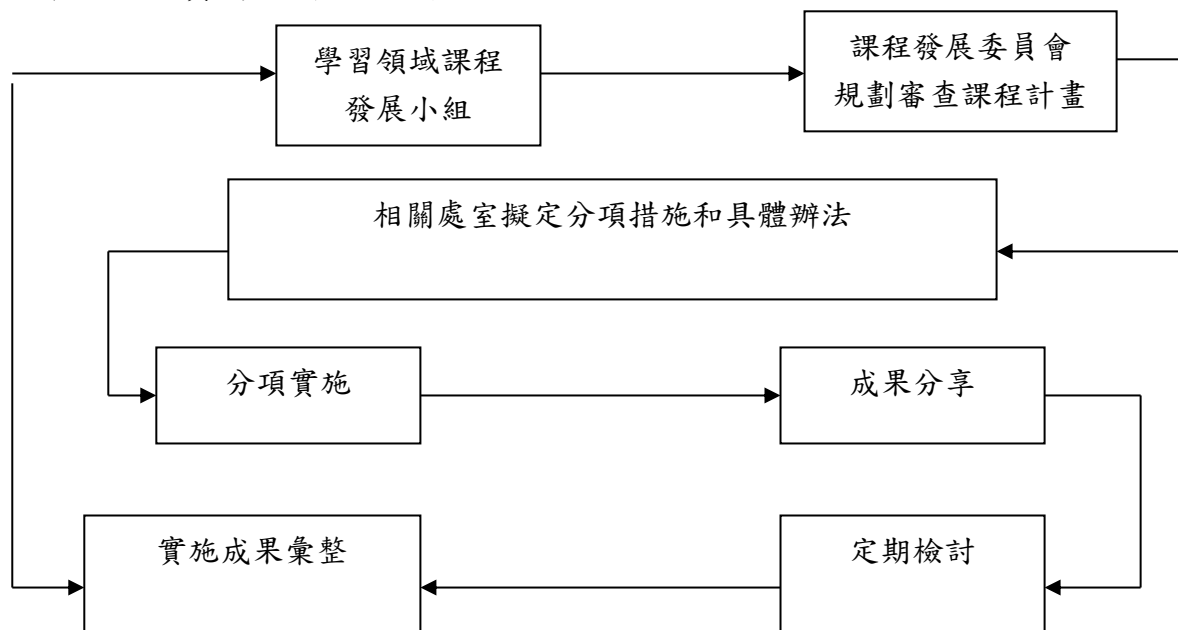 學習領域課程
發展小組
課程發展委員會
規劃審查課程計畫
相關處室擬定分項措施和具體辦法
分項實施
成果分享
實施成果彙整
定期檢討